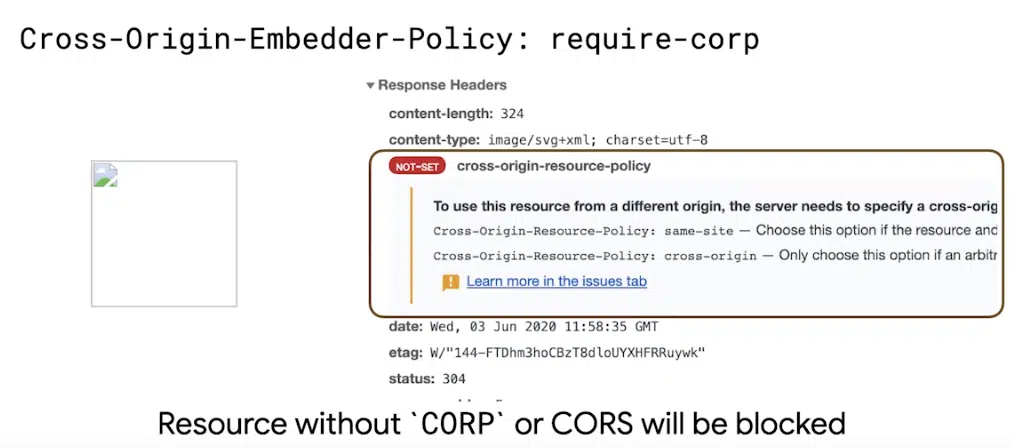 Cross-Origin-Embedder-Policy: require-corp
Response Headers
content-length: 324
content-type: image/svg+xml; charset=utf-8
NOT-SET cross-origin-resource-policy
To use this resource from a different origin, the server needs to specify a cross-orig
Cross-Origin-Resource-Policy: same-site — Choose this option if the resource and
Cross-Origin-Resource-Policy: cross-origin — Only choose this option if an arbitr
Learn more in the issues tab
date: Wed, 03 Jun 2020 11:58:35 GMT
etag: W/"144-FTDhm3hoCBzT8dloUYXHFRRuywk"
status: 304
Resource without `CORP` or CORS will be blocked